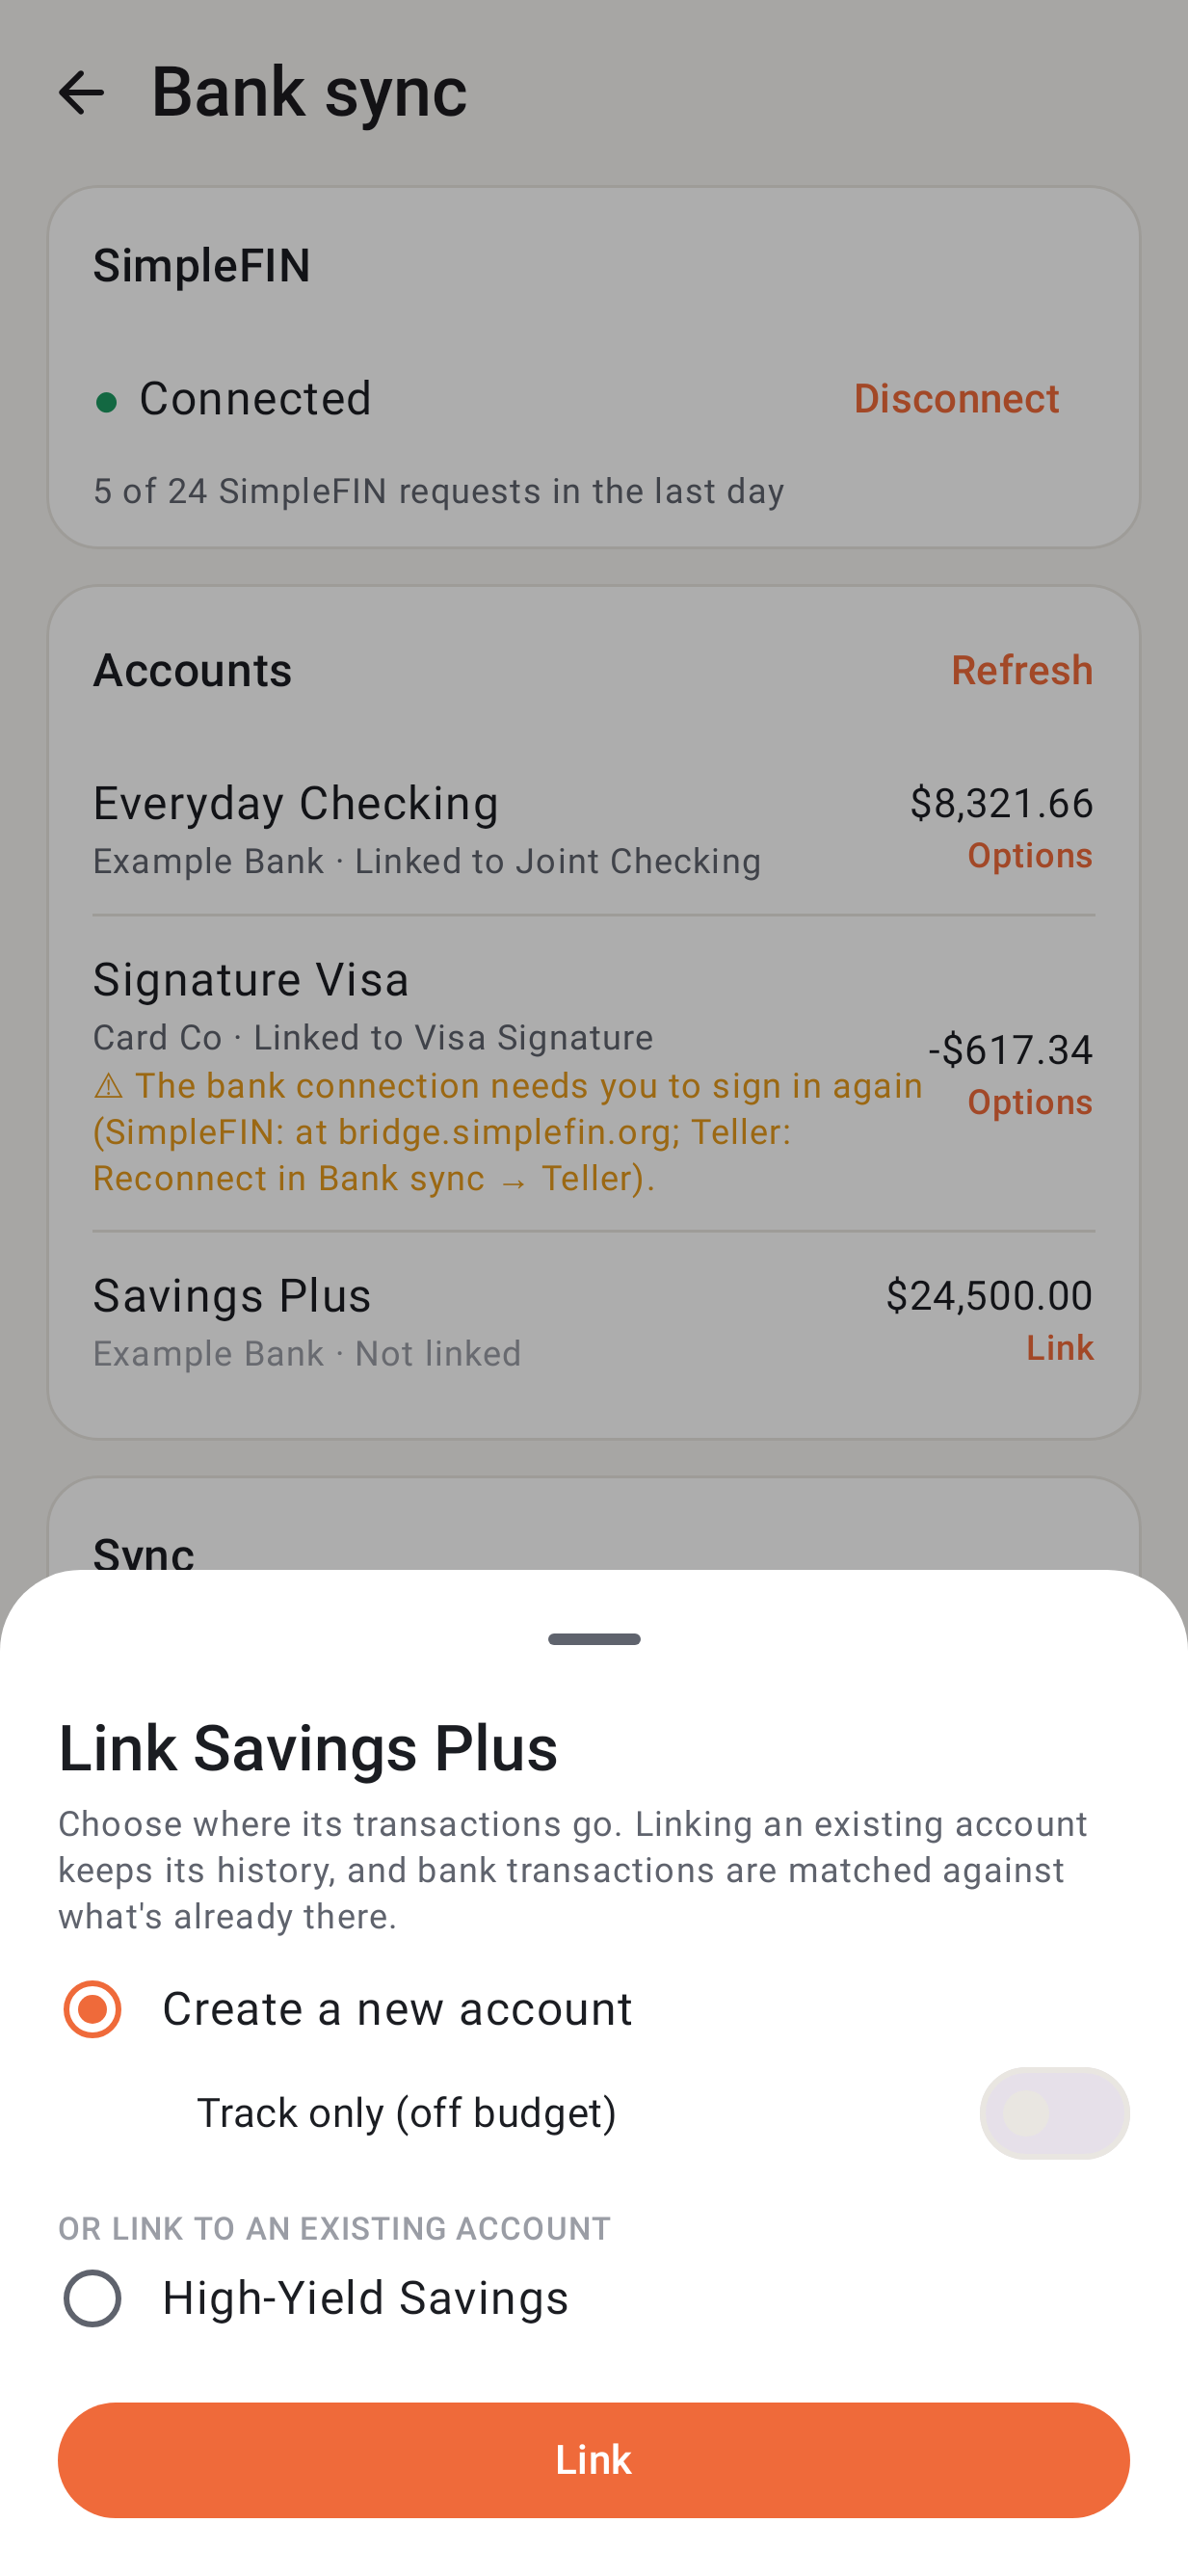 Bank sync
SimpleFIN
Connected
Disconnect
5 of 24 SimpleFIN requests in the last day
Accounts
Refresh
Everyday Checking
$8,321.66
Example Bank · Linked to Joint Checking
Options
Signature Visa
Card Co · Linked to Visa Signature
-$617.34
⚠ The bank connection needs you to sign in again
Options
(SimpleFIN: at bridge.simplefin.org; Teller:
Reconnect in Bank sync → Teller).
Savings Plus
$24,500.00
Example Bank · Not linked
Link
Sync
Link Savings Plus
Choose where its transactions go. Linking an existing account
keeps its history, and bank transactions are matched against
what's already there.
Create a new account
Track only (off budget)
OR LINK TO AN EXISTING ACCOUNT
High-Yield Savings
Link